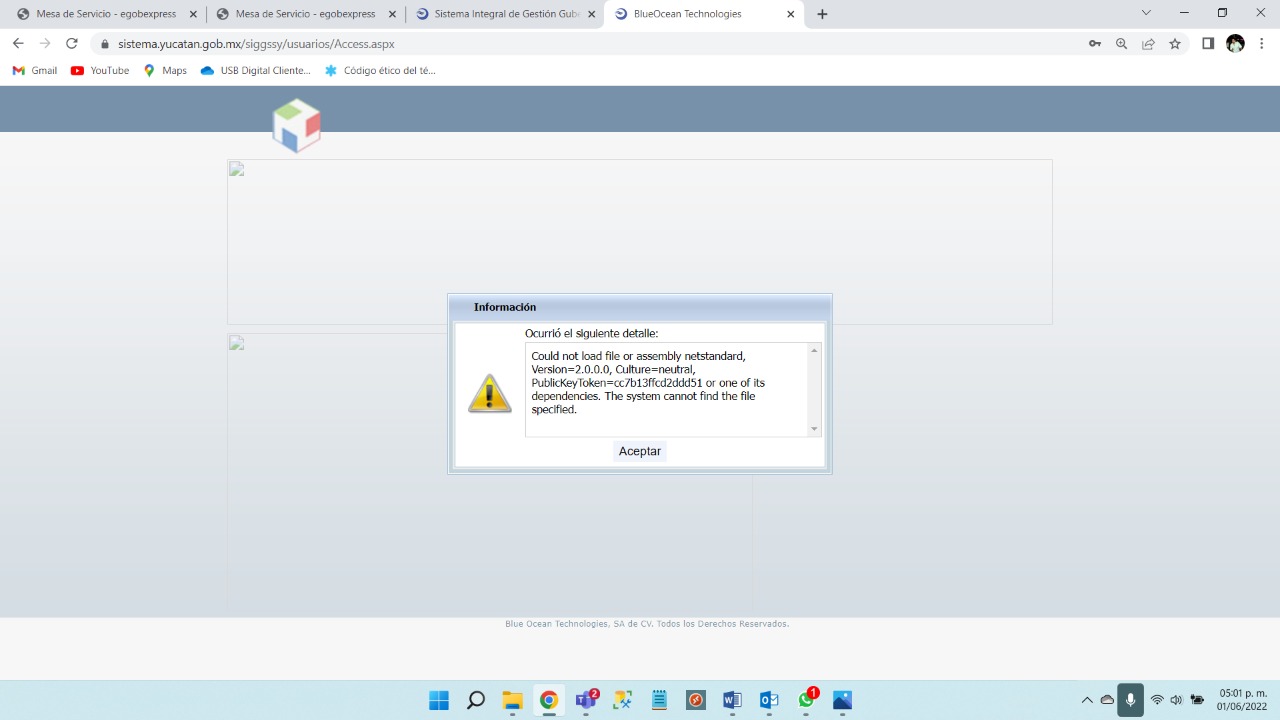 Mesa de Servicio - egobexpress
Mesa de Servicio - egobexpress
Sistema Integral de Gestión Gub
BlueOcean Technologies
sistema.yucatan.gob.mx/siggssy/usuarios/Access.aspx
Gmail
YouTube
Maps
USB Digital Cliente...
Código ético del té...
Información
Ocurrió el siguiente detalle:
Could not load file or assembly netstandard,
Version=2.0.0.0, Culture=neutral,
PublicKeyToken=cc7b13ffcd2ddd51 or one of its
dependencies. The system cannot find the file
specified.
Aceptar
Blue Ocean Technologies, SA de CV. Todos los Derechos Reservados.
2
1
05:01 p. m.
01/06/2022